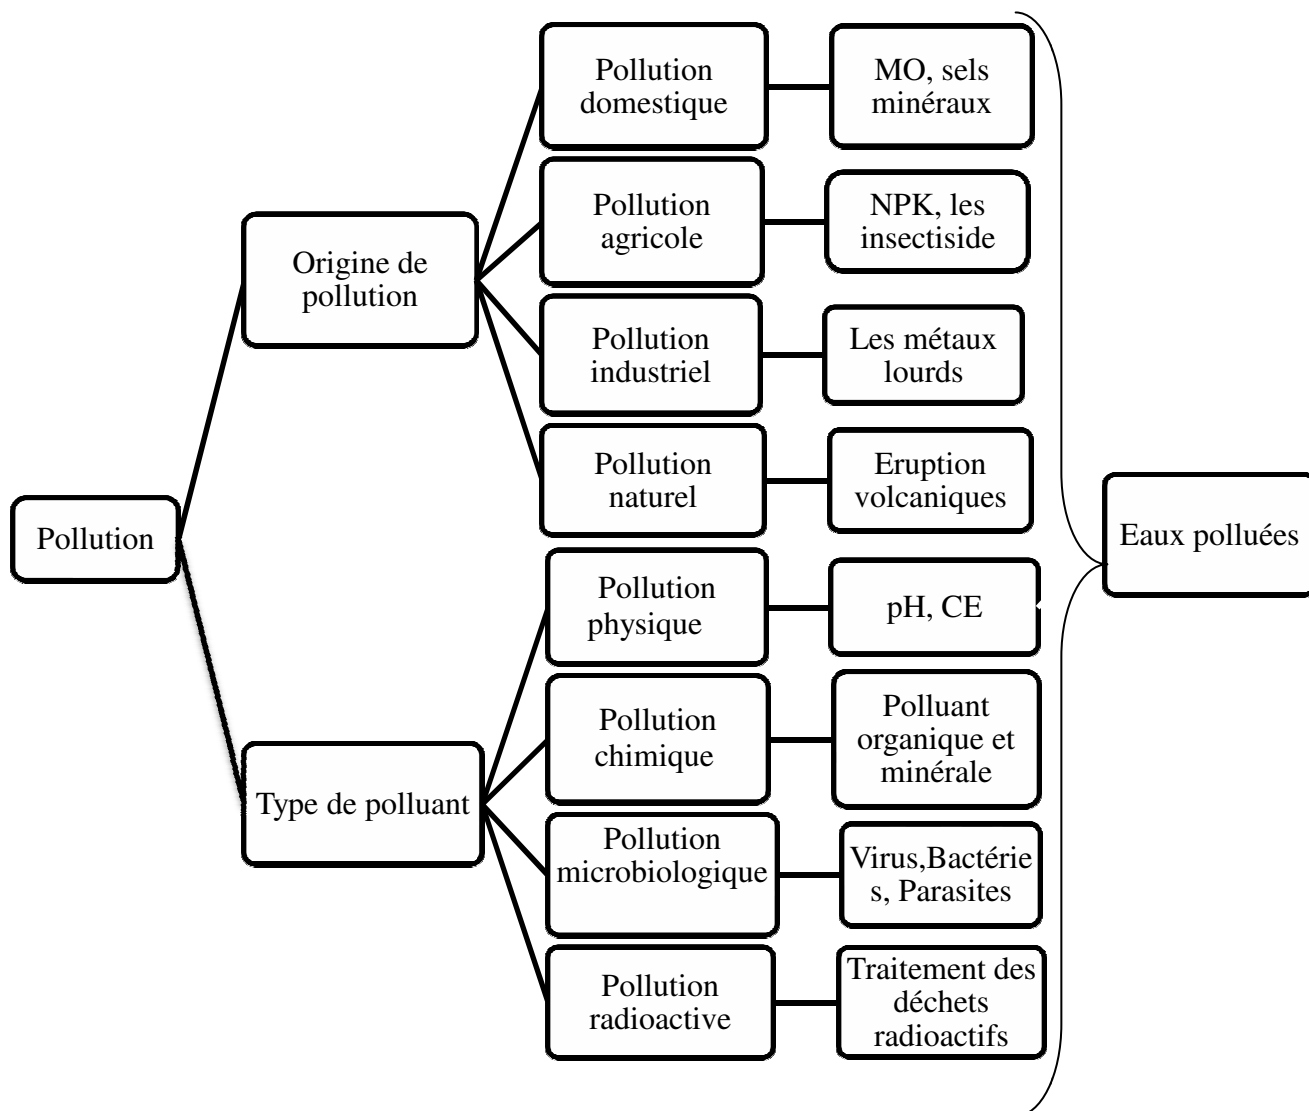 Pollution
domestique
MO, sels
minéraux
Pollution
agricole
NPK, les
insectiside
Origine de
pollution
Pollution
industriel
Les métaux
lourds
Pollution
naturel
Eruption
volcaniques
Pollution
Eaux polluées
Pollution
physique
pH, CE
Pollution
chimique
Polluant
organique et
minérale
Type de polluant
Pollution
microbiologique
Virus,Bactérie
s, Parasites
Pollution
radioactive
Traitement des
déchets
radioactifs